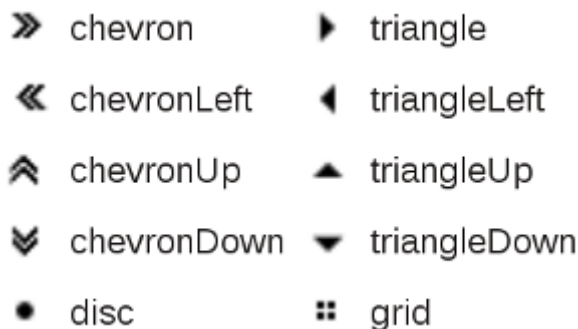 chevron triangle
chevronLeft triangleLeft
chevronUp triangleUp
chevronDown triangleDown
disc grid